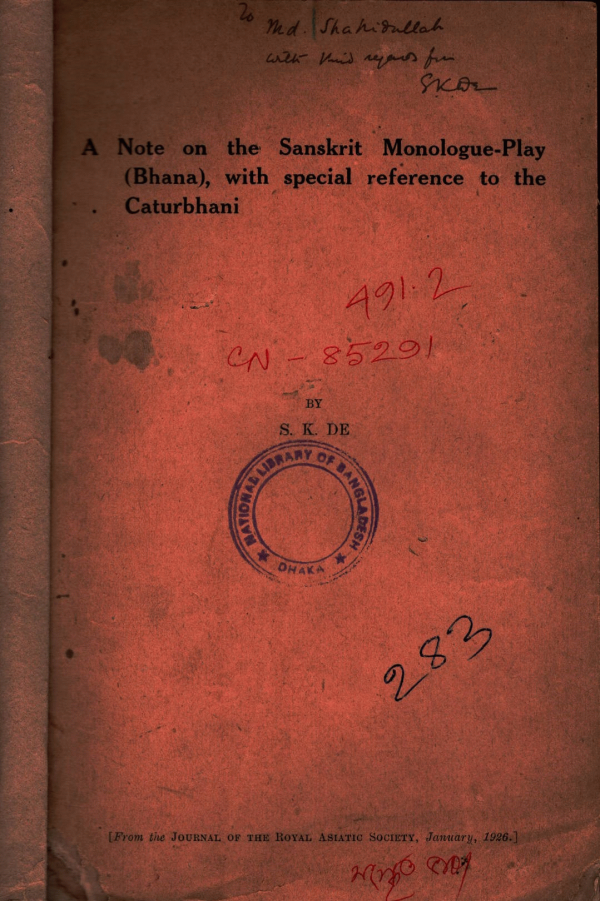 To
Md. Shahidullah
with kind regards from
S K De
A Note on the Sanskrit Monologue-Play
(Bhana), with special reference to the
Caturbhani
491.2
CN - 85291
BY
S. K. DE
NATIONAL LIBRARY OF BANGLADESH
★ DHAKA ★
283
[From the JOURNAL OF THE ROYAL ASIATIC SOCIETY, January, 1926.]
সংস্কৃত